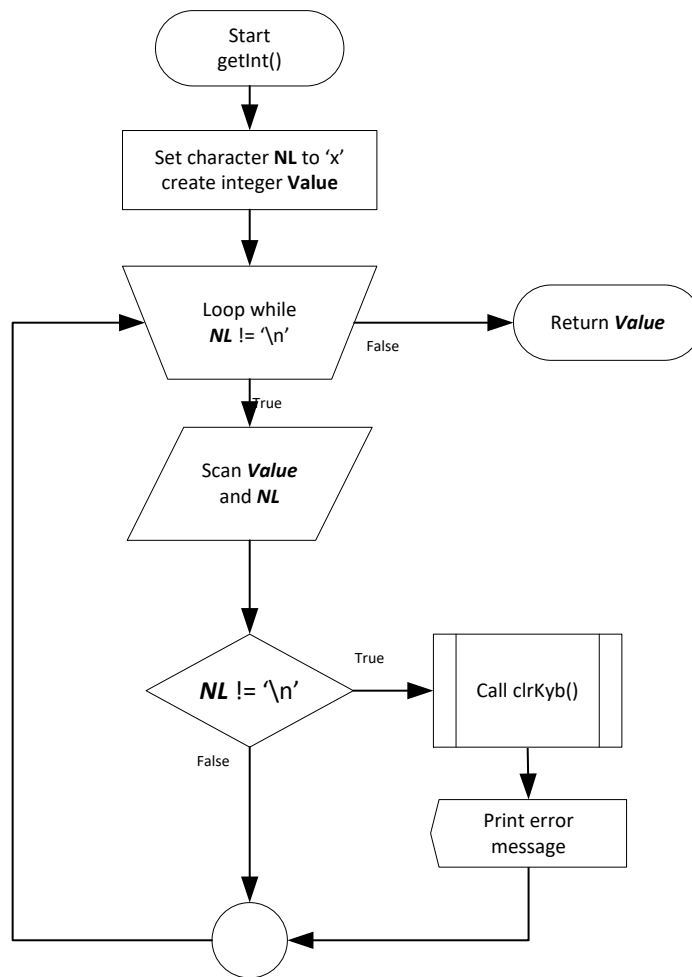 Start
getInt()
Set character NL to ‘x’
create integer Value
Loop while
NL != ‘\n’
False
Return Value
True
Scan Value
and NL
NL != ‘\n’
True
Call clrKyb()
False
Print error
message